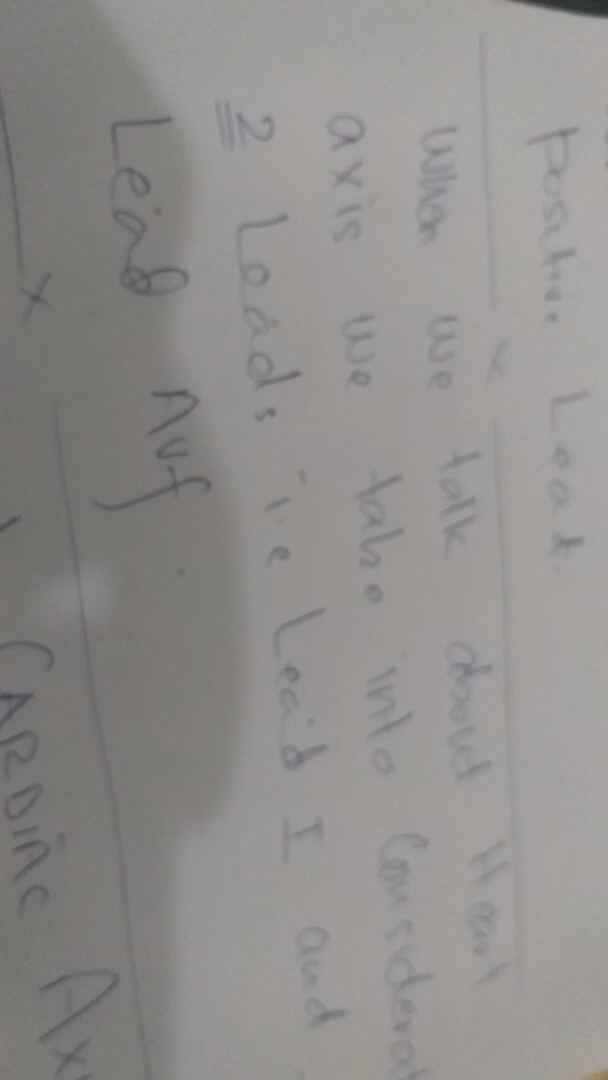 Positive Lead.
When we talk about Heart
axis we take into Considerat
2 Leads i.e Lead I and
Lead Avf
CARDIAC Ax